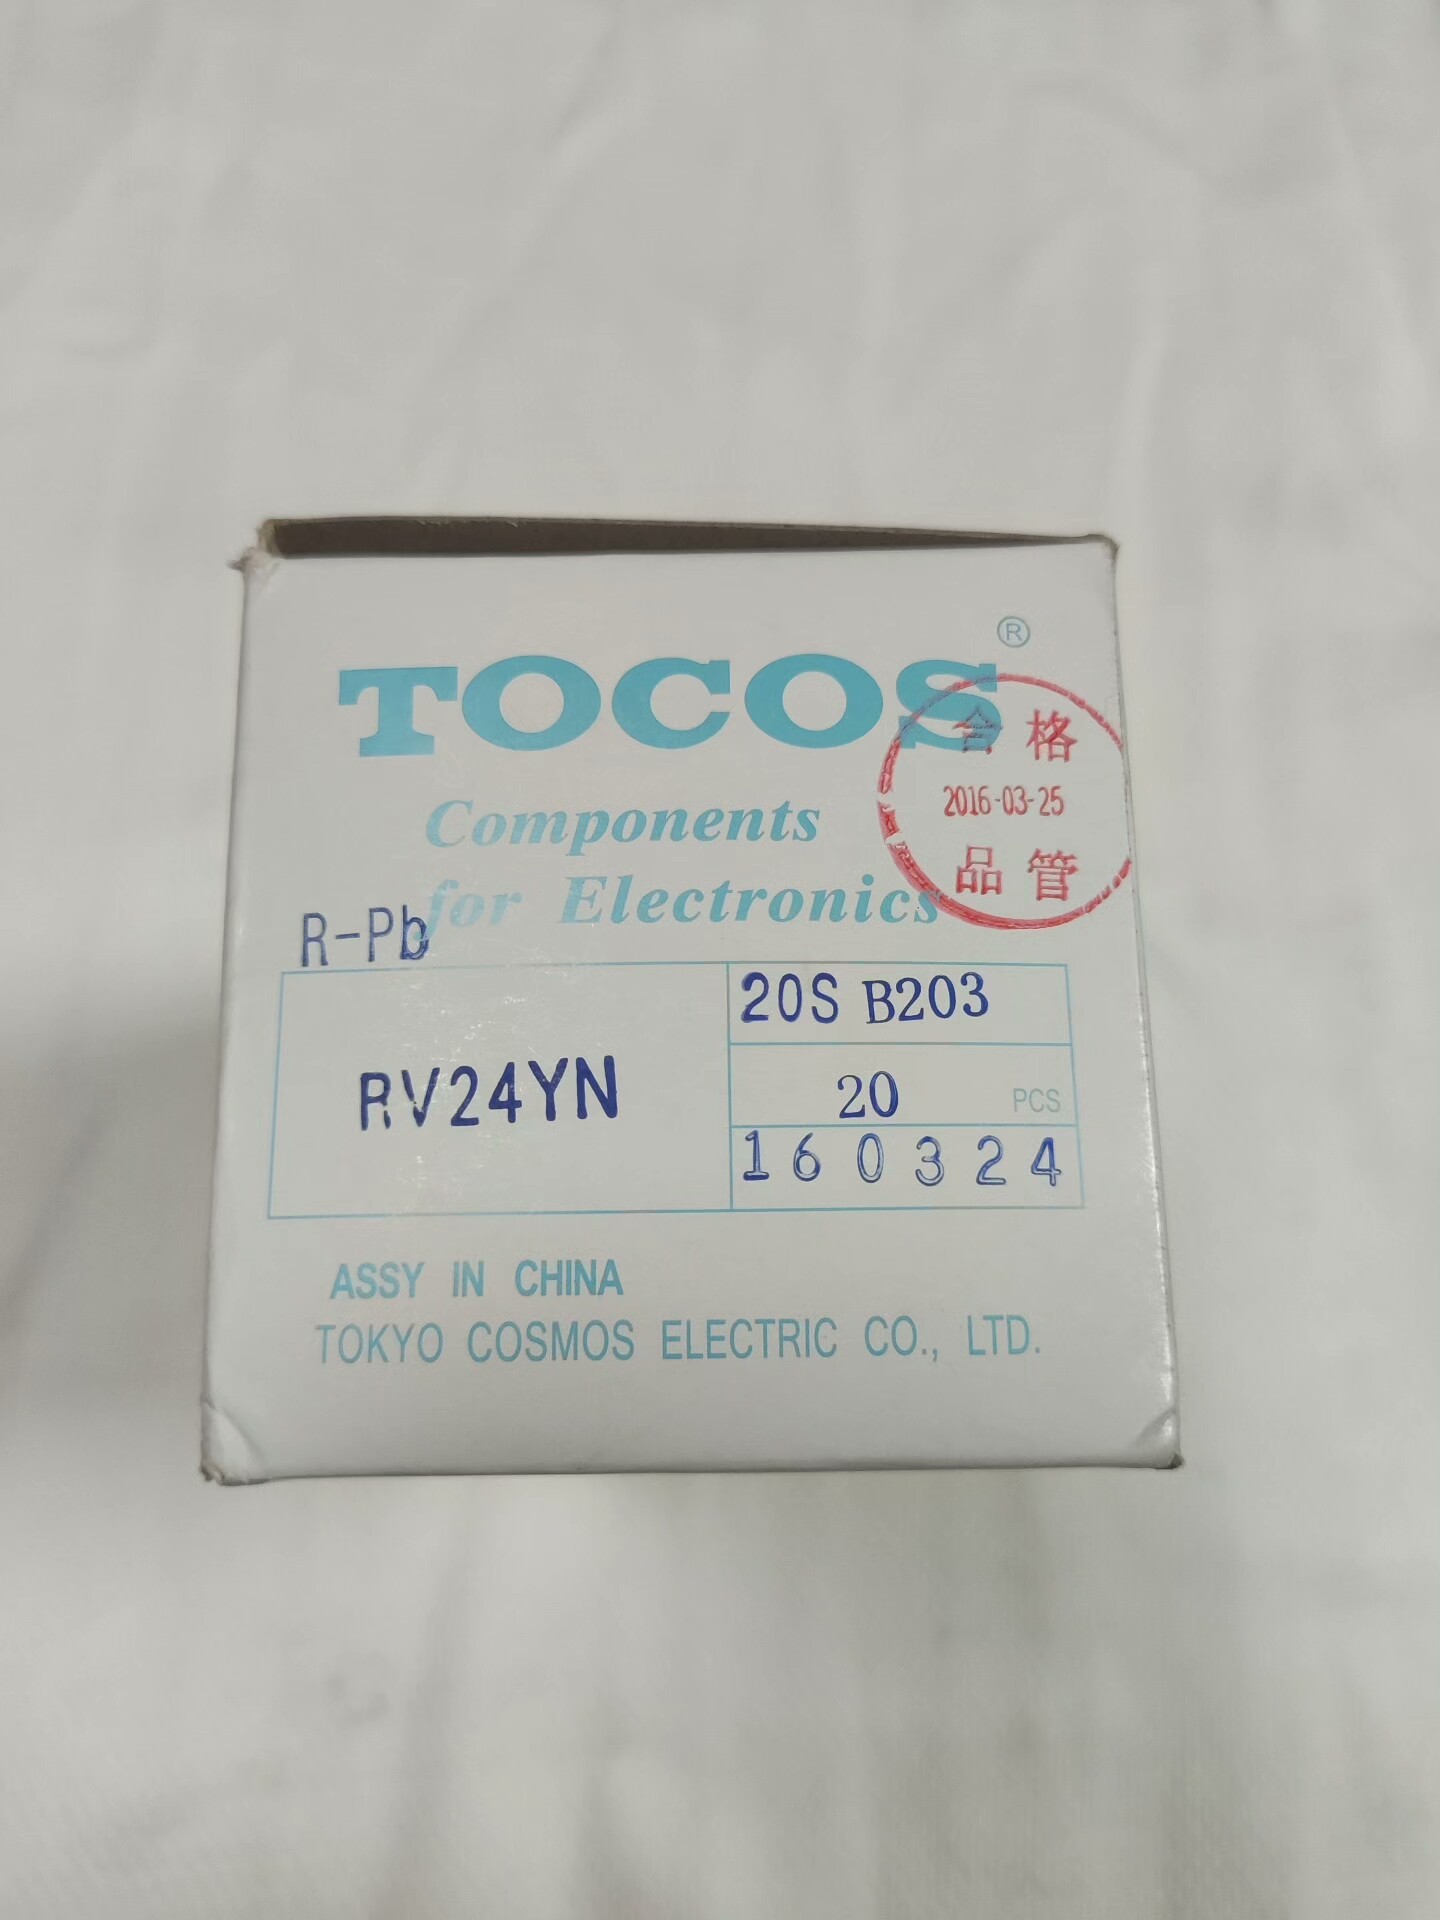 TOCOS ®
合格
2016-03-25
品管
Components
for Electronics
R-Pb
RV24YN
20S B203
20 PCS
160324
ASSY IN CHINA
TOKYO COSMOS ELECTRIC CO., LTD.